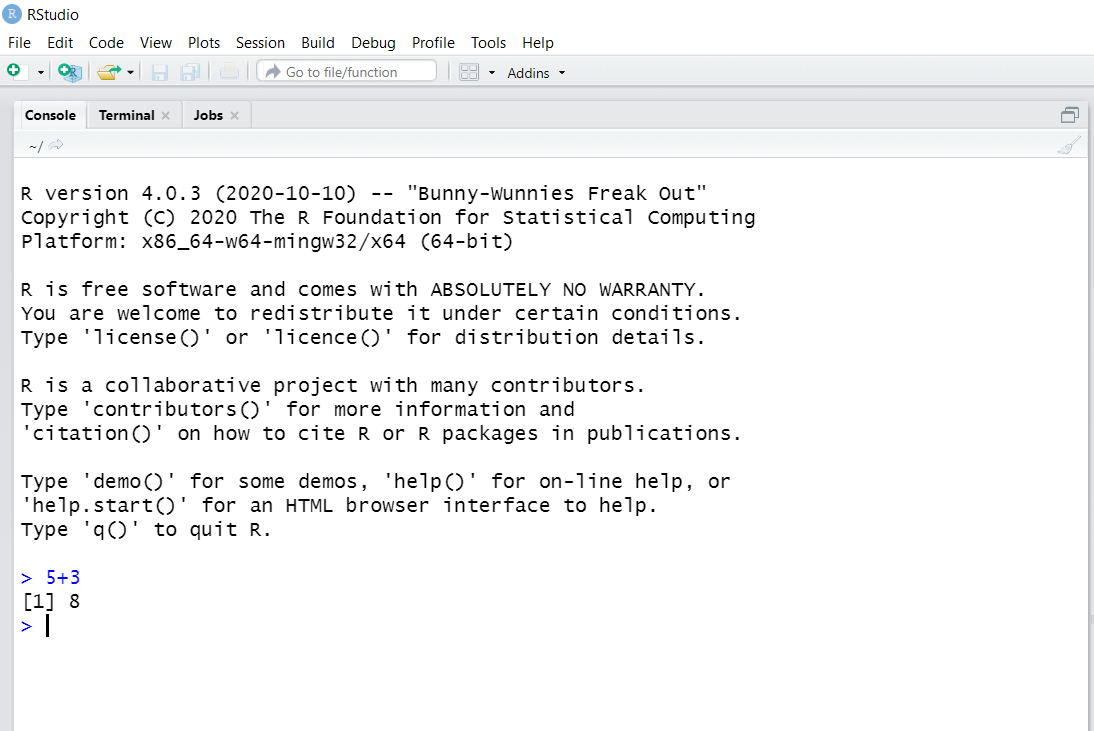 RStudio
File Edit Code View Plots Session Build Debug Profile Tools Help
Go to file/function Addins
Console Terminal Jobs
~/
R version 4.0.3 (2020-10-10) -- "Bunny-Wunnies Freak Out"
Copyright (C) 2020 The R Foundation for Statistical Computing
Platform: x86_64-w64-mingw32/x64 (64-bit)
R is free software and comes with ABSOLUTELY NO WARRANTY.
You are welcome to redistribute it under certain conditions.
Type 'license()' or 'licence()' for distribution details.
R is a collaborative project with many contributors.
Type 'contributors()' for more information and
'citation()' on how to cite R or R packages in publications.
Type 'demo()' for some demos, 'help()' for on-line help, or
'help.start()' for an HTML browser interface to help.
Type 'q()' to quit R.
> 5+3
[1] 8
>